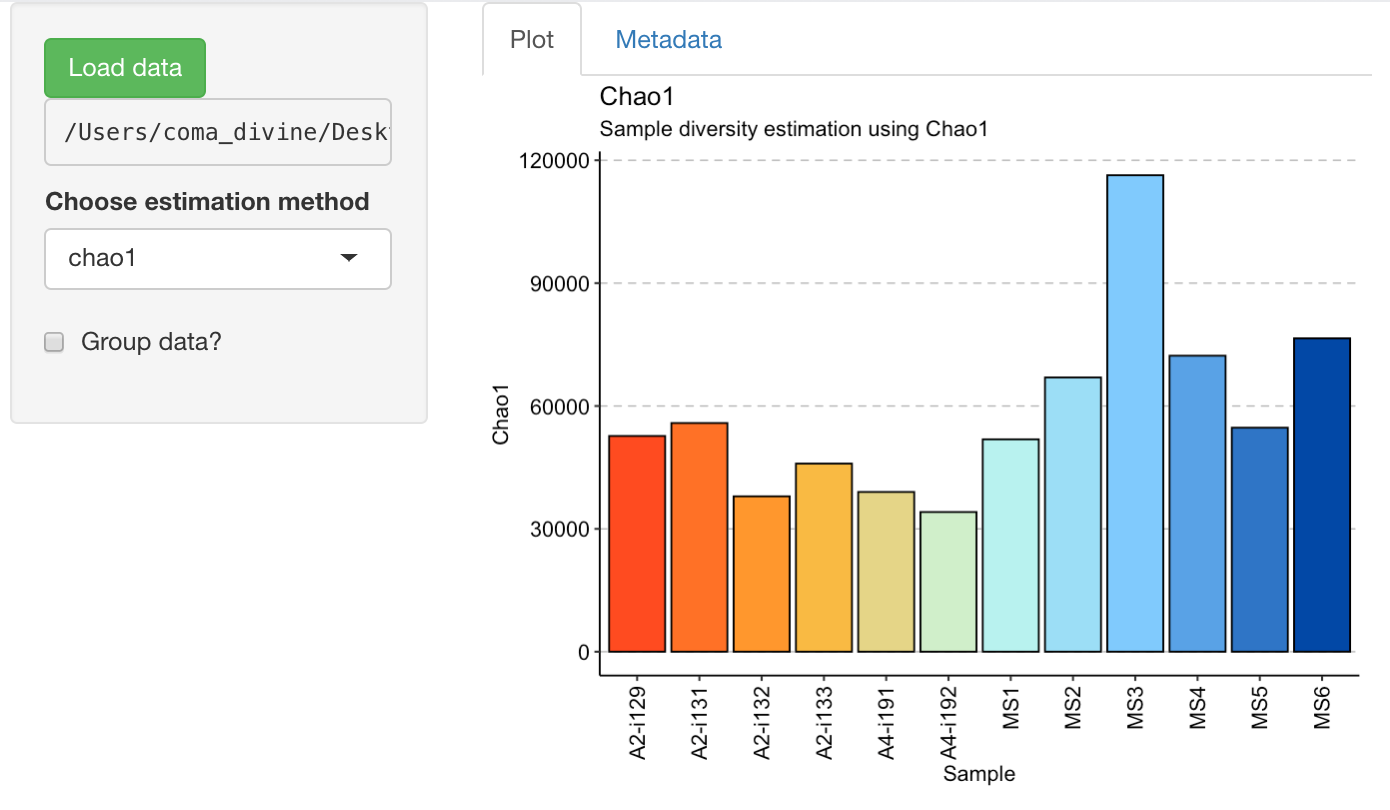 Load data
/Users/coma_divine/Desk
Choose estimation method
chao1
Group data?
Plot
Metadata
Chao1
Sample diversity estimation using Chao1
Chao1
120000
90000
60000
30000
0
A2-i129
A2-i131
A2-i132
A2-i133
A4-i191
A4-i192
MS1
MS2
MS3
MS4
MS5
MS6
Sample